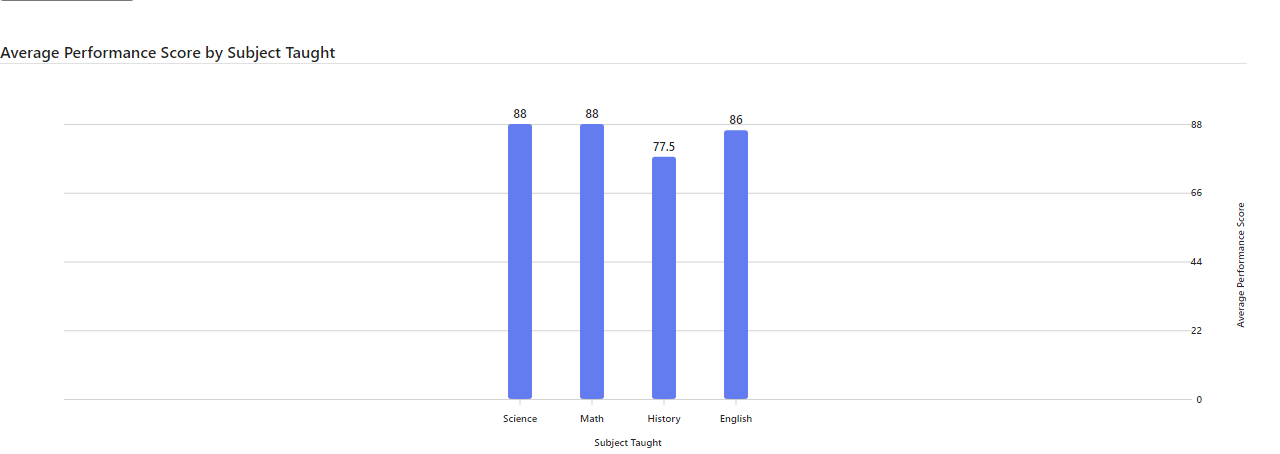 Average Performance Score by Subject Taught
88 88 77.5 86
88
66
44
22
0
Average Performance Score
Science Math History English
Subject Taught